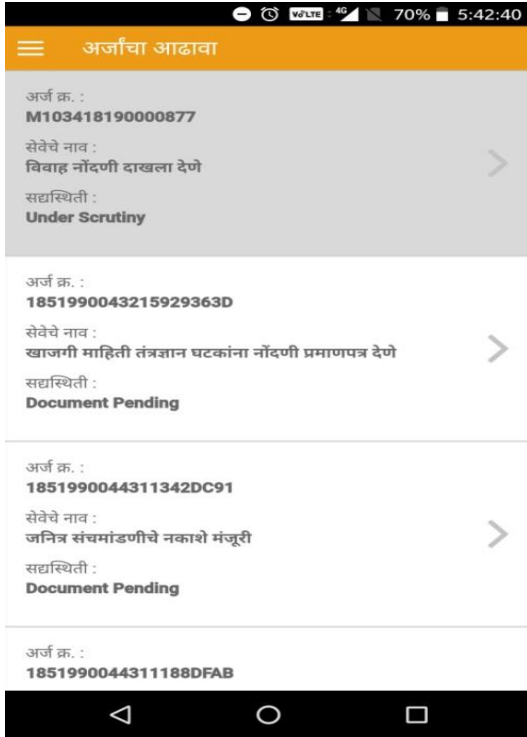 VoLTE 4G 70% 5:42:40
अर्जांचा आढावा
अर्ज क्र. :
M103418190000877
सेवेचे नाव :
विवाह नोंदणी दाखला देणे
सद्यस्थिती :
Under Scrutiny
अर्ज क्र. :
1851990043215929363D
सेवेचे नाव :
खाजगी माहिती तंत्रज्ञान घटकांना नोंदणी प्रमाणपत्र देणे
सद्यस्थिती :
Document Pending
अर्ज क्र. :
1851990044311342DC91
सेवेचे नाव :
जनित्र संचमांडणीचे नकाशे मंजूरी
सद्यस्थिती :
Document Pending
अर्ज क्र. :
1851990044311188DFAB